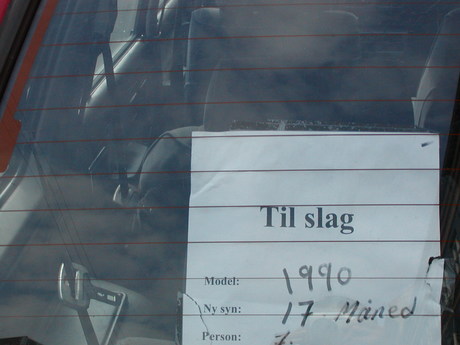 Til slag
Model: 1990
Ny syn: 17 Måned
Person: